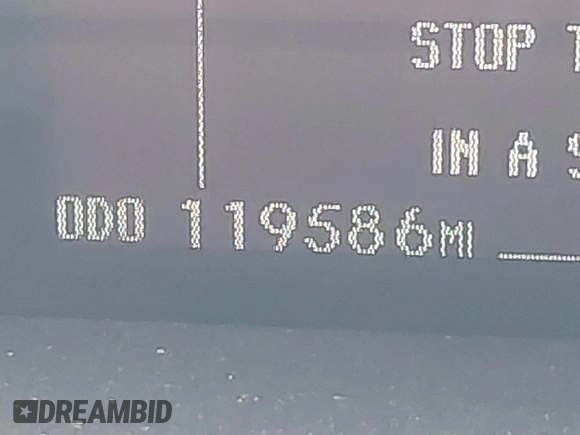 STOP T
IN A S
ODO 119586MI
DREAMBID